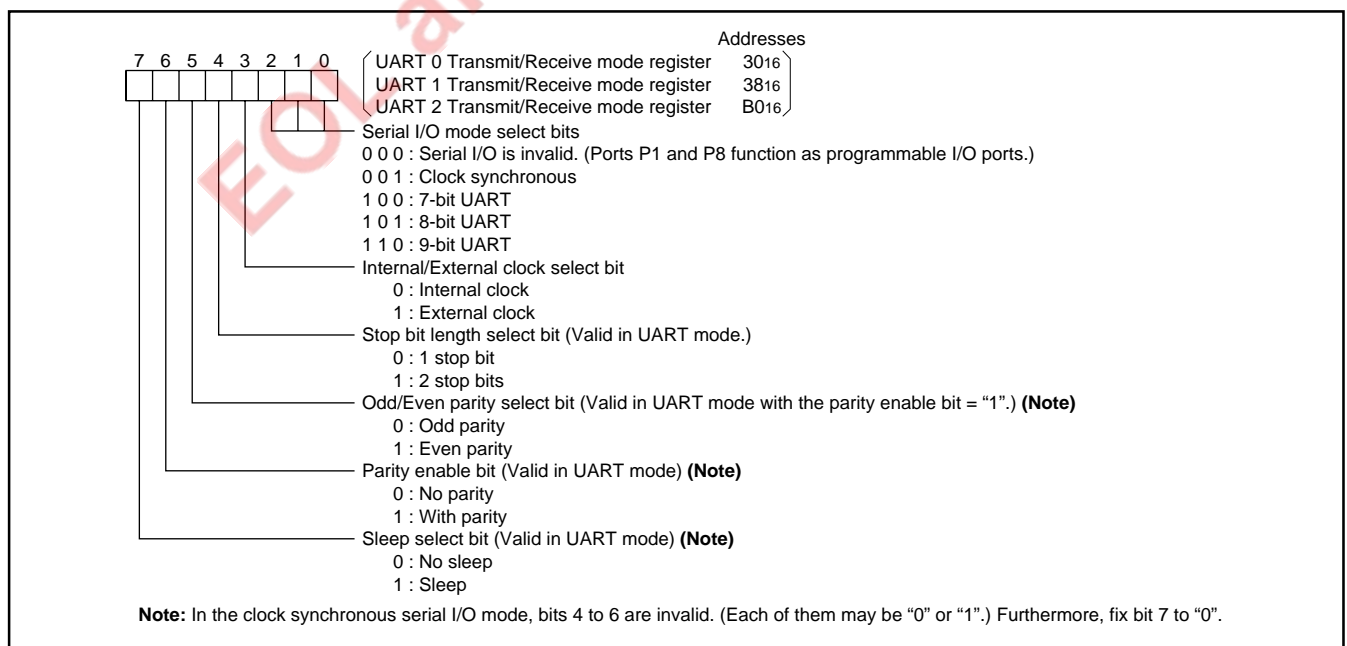 EOL a
Addresses
7 6 5 4 3 2 1 0
UART 0 Transmit/Receive mode register 3016
UART 1 Transmit/Receive mode register 3816
UART 2 Transmit/Receive mode register B016
Serial I/O mode select bits
0 0 0 : Serial I/O is invalid. (Ports P1 and P8 function as programmable I/O ports.)
0 0 1 : Clock synchronous
1 0 0 : 7-bit UART
1 0 1 : 8-bit UART
1 1 0 : 9-bit UART
Internal/External clock select bit
0 : Internal clock
1 : External clock
Stop bit length select bit (Valid in UART mode.)
0 : 1 stop bit
1 : 2 stop bits
Odd/Even parity select bit (Valid in UART mode with the parity enable bit = “1”.) (Note)
0 : Odd parity
1 : Even parity
Parity enable bit (Valid in UART mode) (Note)
0 : No parity
1 : With parity
Sleep select bit (Valid in UART mode) (Note)
0 : No sleep
1 : Sleep
Note: In the clock synchronous serial I/O mode, bits 4 to 6 are invalid. (Each of them may be “0” or “1”.) Furthermore, fix bit 7 to “0”.